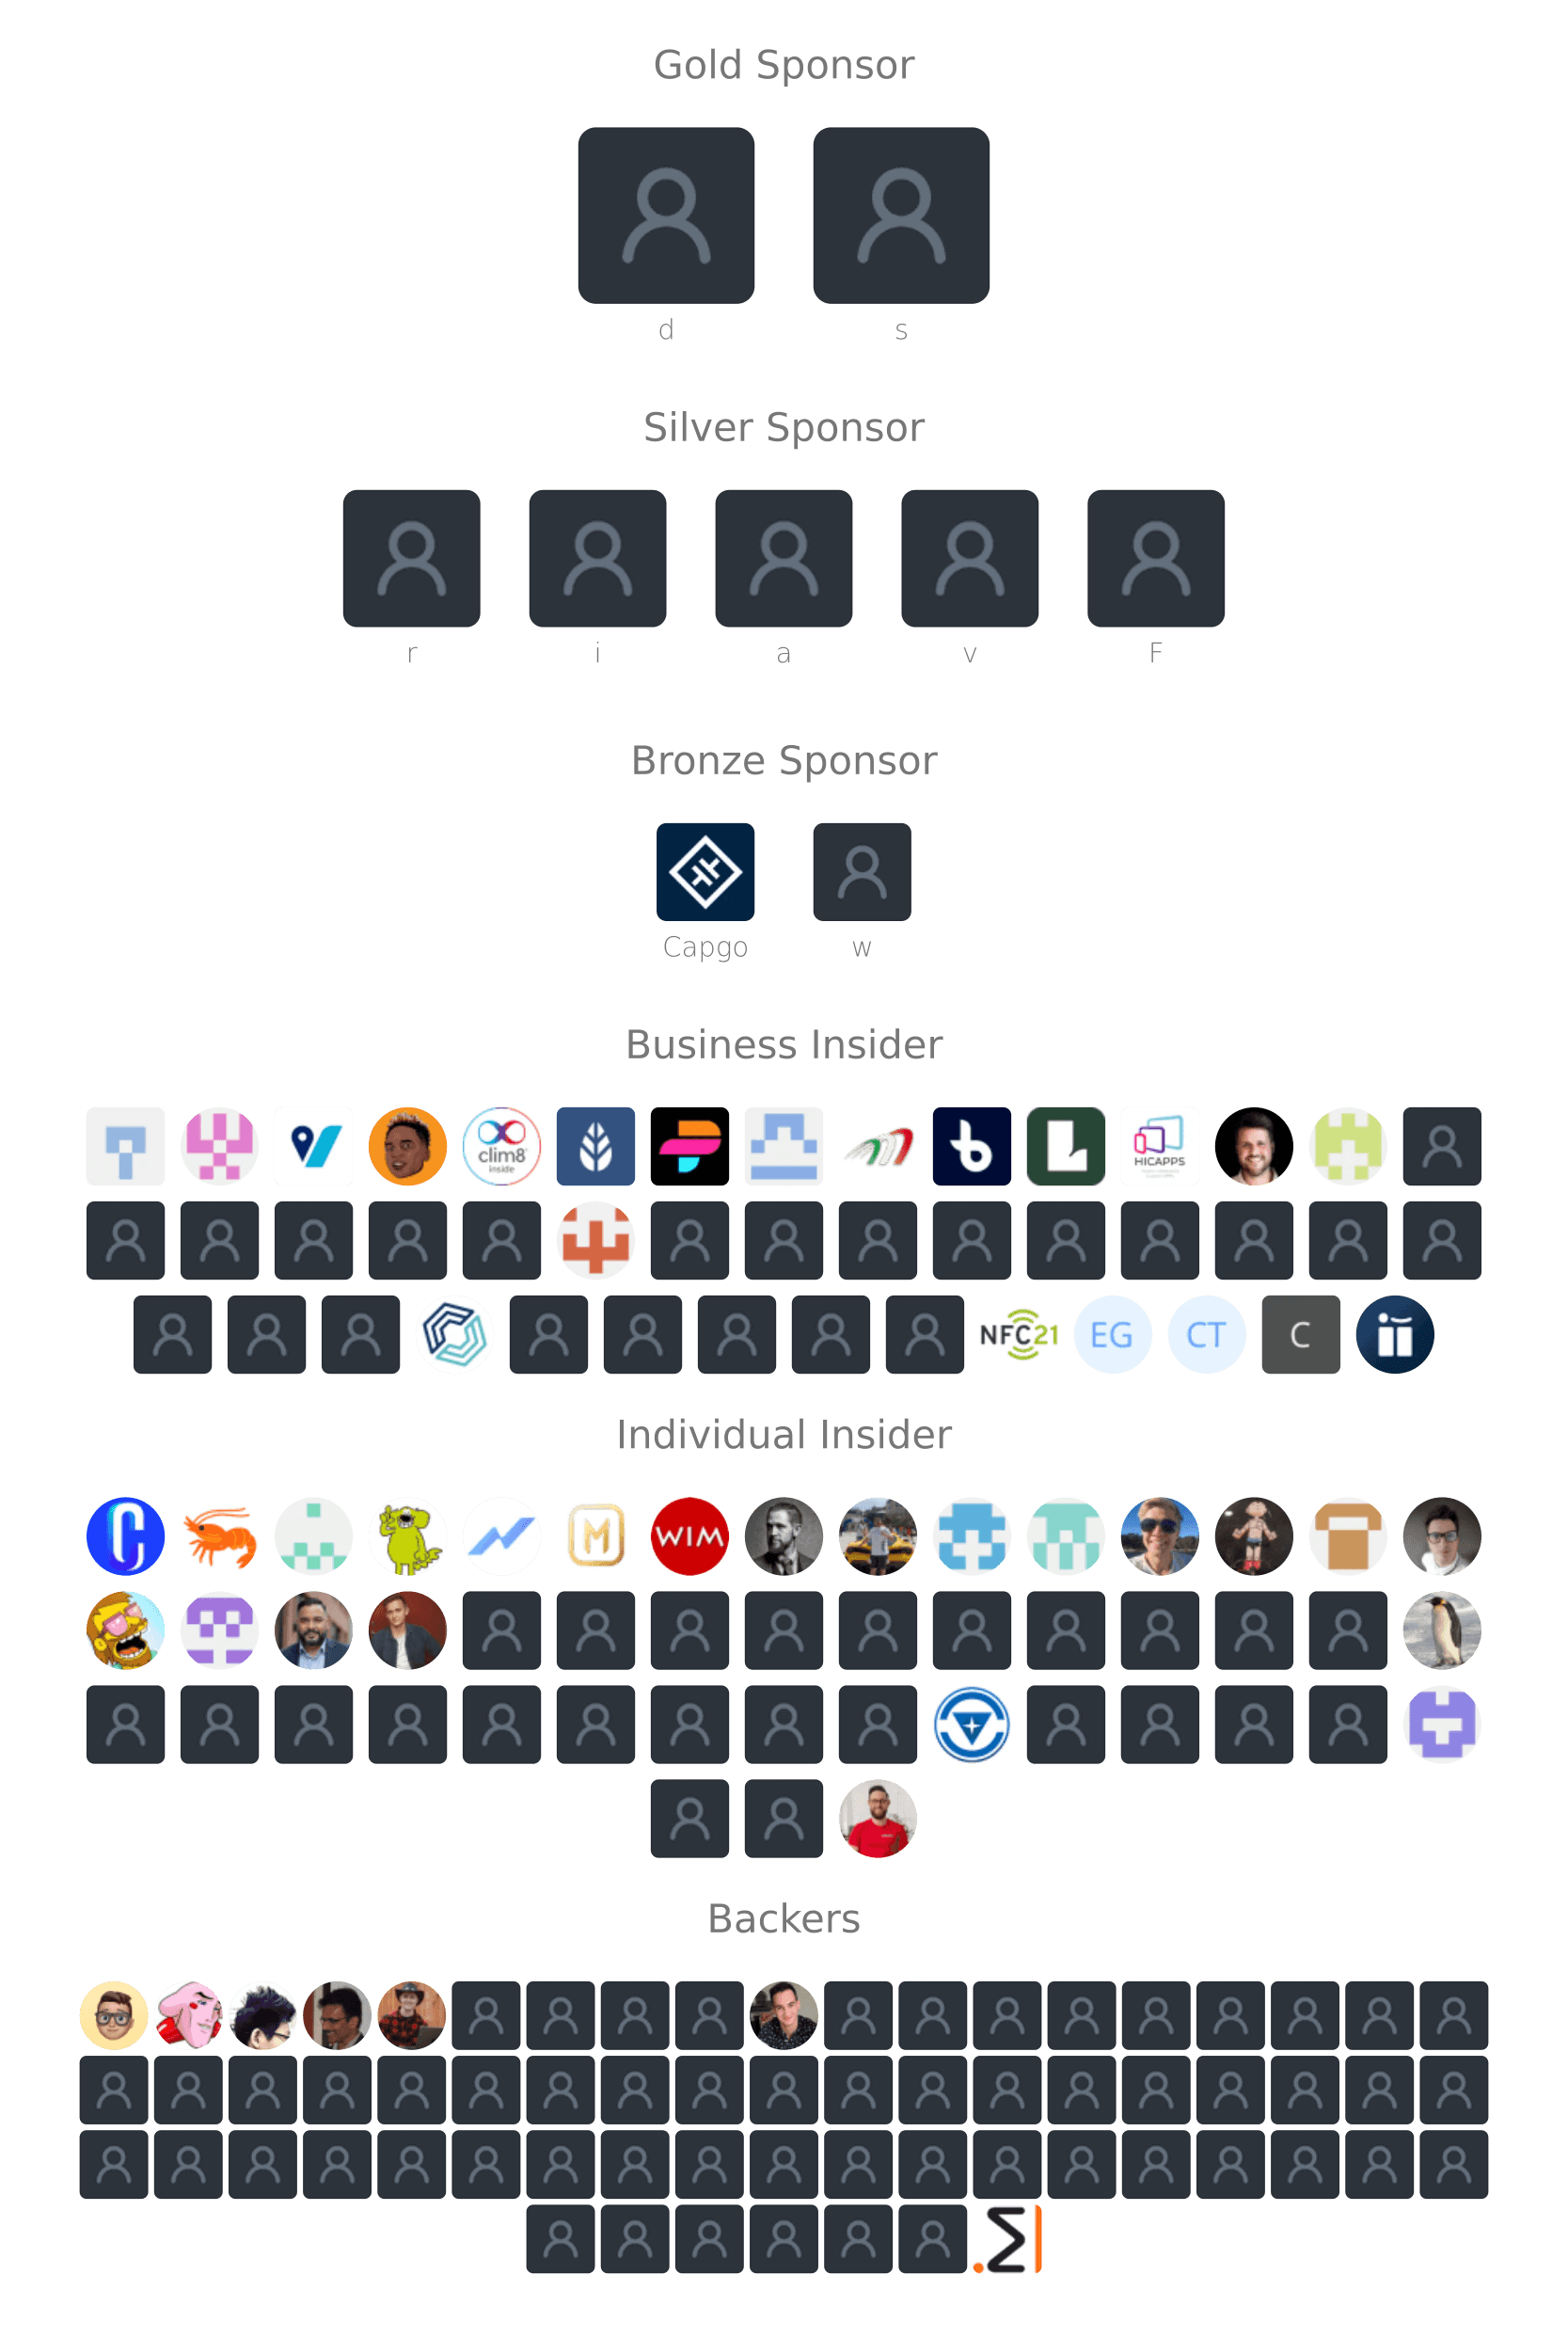 Gold Sponsor
d s
Silver Sponsor
r i a v F
Bronze Sponsor
Capgo w
Business Insider
clim8
inside
HICAPPS
NFC21 EG CT C
Individual Insider
M WIM
Backers